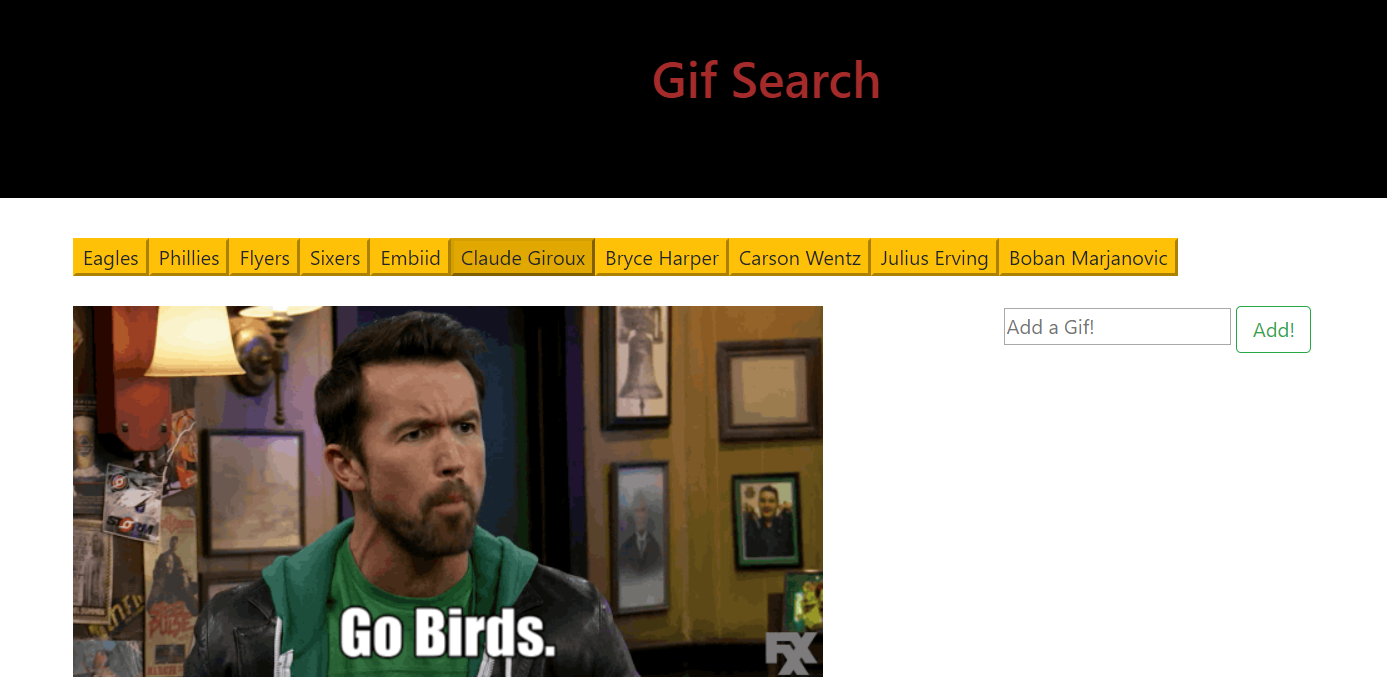 Gif Search
Eagles Phillies Flyers Sixers Embiid Claude Giroux Bryce Harper Carson Wentz Julius Erving Boban Marjanovic
Add a Gif! Add!
STORM
Go Birds.
FX